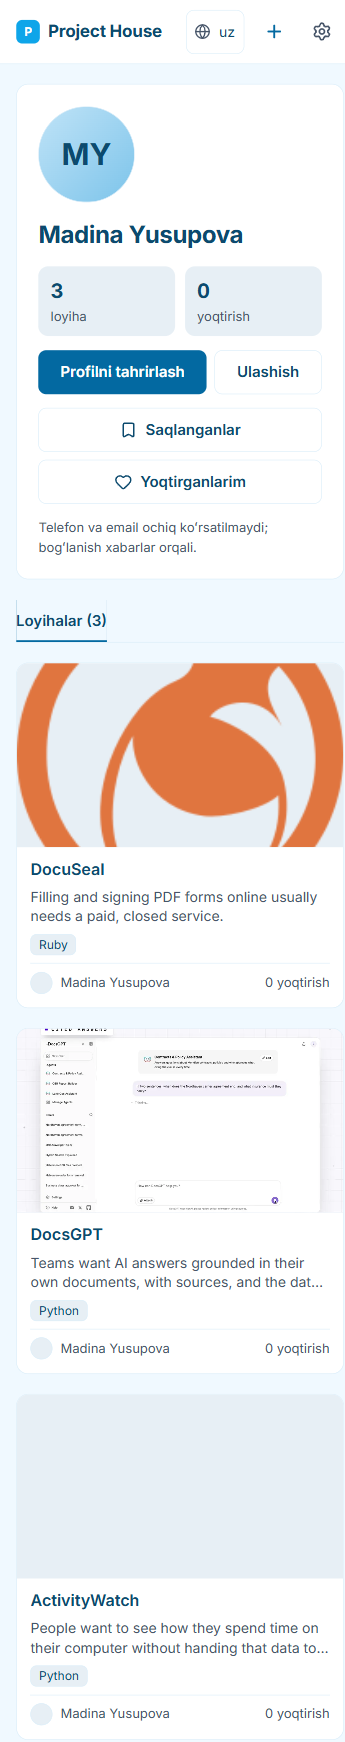 P Project House uz
MY
Madina Yusupova
3
loyiha
0
yoqtirish
Profilni tahrirlash
Ulashish
Saqlanganlar
Yoqtirganlarim
Telefon va email ochiq koʻrsatilmaydi;
bogʻlanish xabarlar orqali.
Loyihalar (3)
DocuSeal
Filling and signing PDF forms online usually
needs a paid, closed service.
Ruby
Madina Yusupova 0 yoqtirish
DocsGPT
DocsGPT
Teams want AI answers grounded in their
own documents, with sources, and the dat...
Python
Madina Yusupova 0 yoqtirish
ActivityWatch
People want to see how they spend time on
their computer without handing that data to...
Python
Madina Yusupova 0 yoqtirish